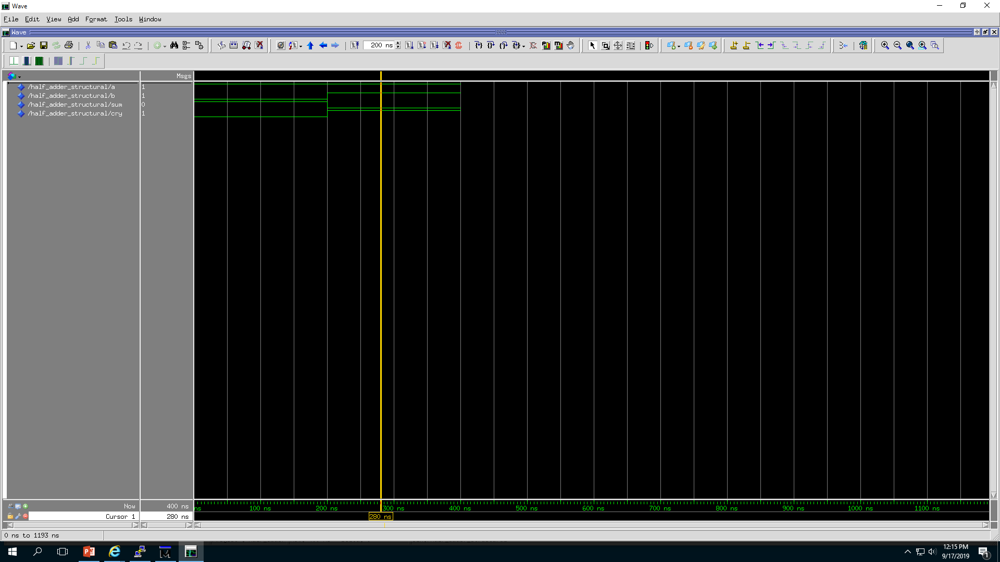 Wave
File Edit View Add Format Tools Window
Wave
200 ns
Msgs
/half_adder_structural/a 1
/half_adder_structural/b 1
/half_adder_structural/sum 0
/half_adder_structural/cry 1
Now 400 ns
ns 100 ns 200 ns 300 ns 400 ns 500 ns 600 ns 700 ns 800 ns 900 ns 1000 ns 1100 ns
Cursor 1 280 ns
280 ns
0 ns to 1193 ns
12:15 PM
9/17/2019
1